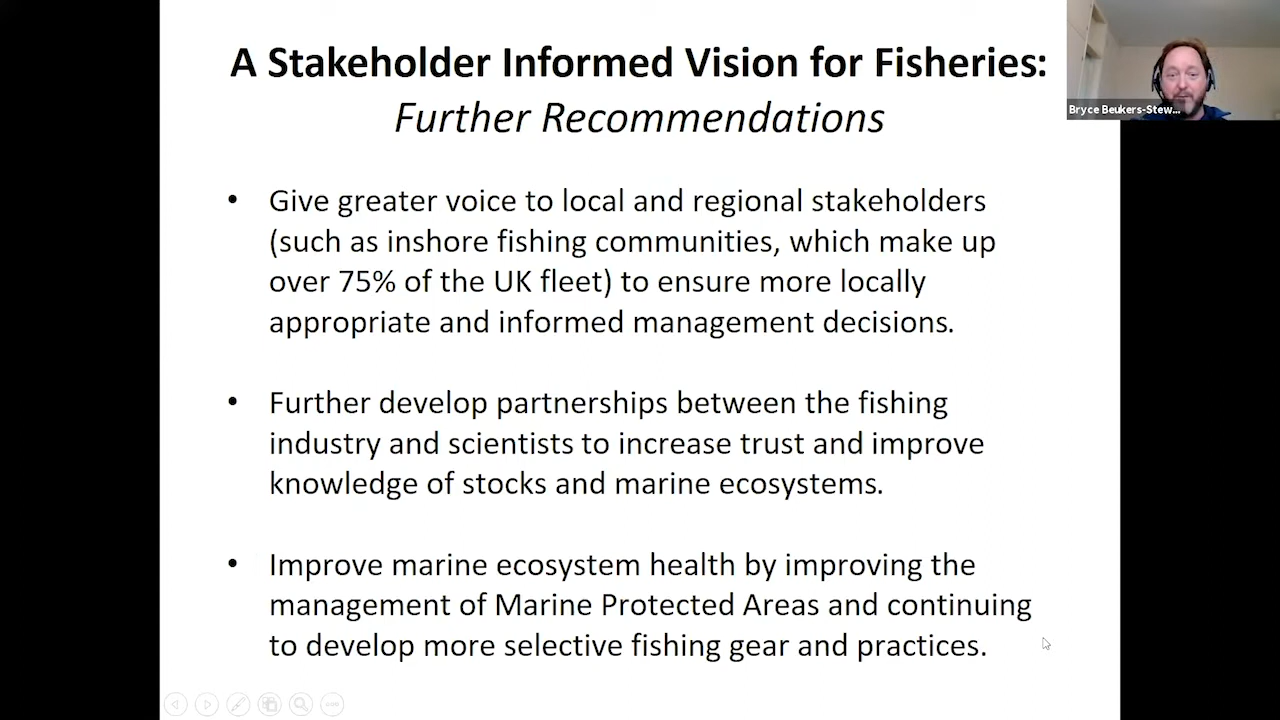 A Stakeholder Informed Vision for Fisheries:
Further Recommendations
Bryce Beukers-Stew...
• Give greater voice to local and regional stakeholders
(such as inshore fishing communities, which make up
over 75% of the UK fleet) to ensure more locally
appropriate and informed management decisions.
• Further develop partnerships between the fishing
industry and scientists to increase trust and improve
knowledge of stocks and marine ecosystems.
• Improve marine ecosystem health by improving the
management of Marine Protected Areas and continuing
to develop more selective fishing gear and practices.